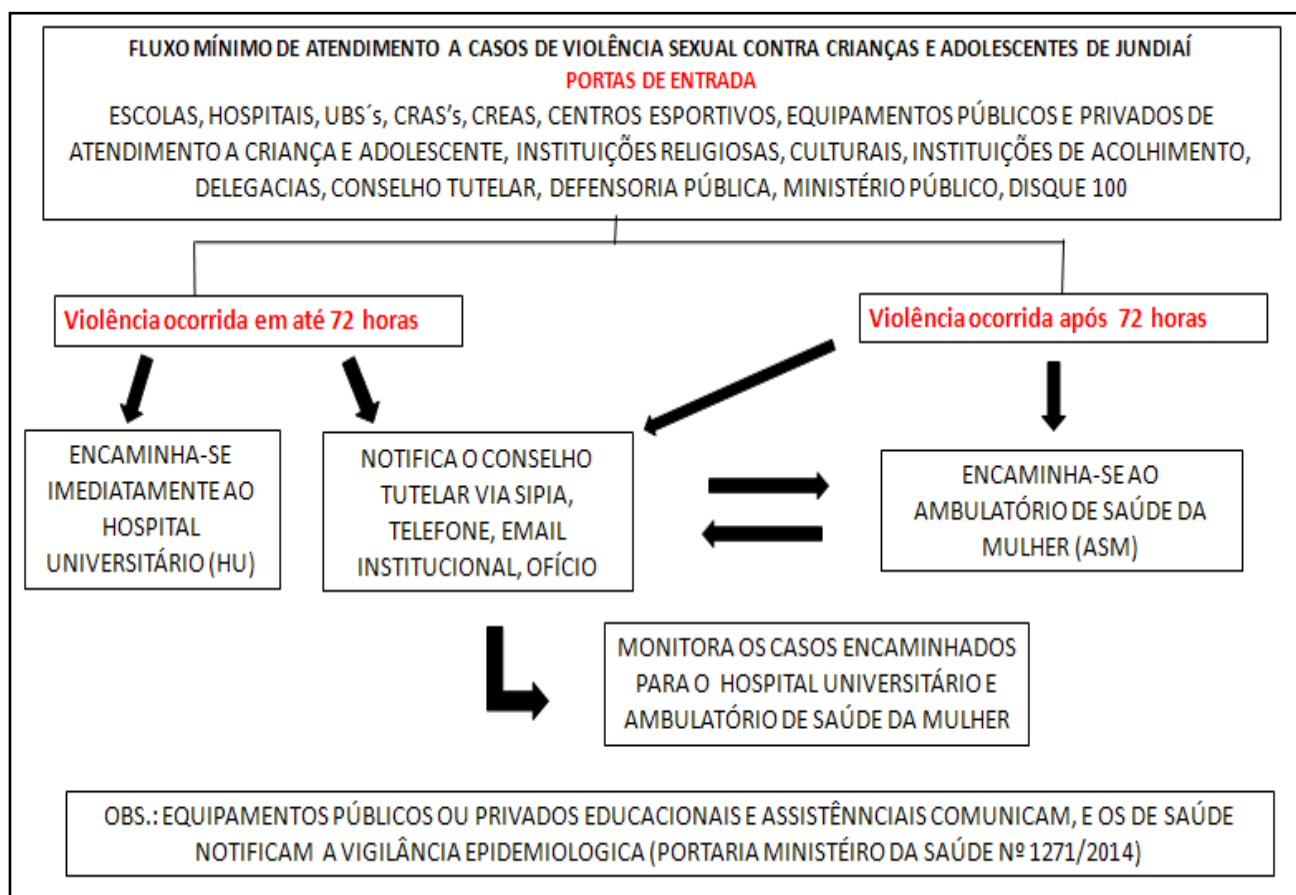 FLUXO MÍNIMO DE ATENDIMENTO A CASOS DE VIOLÊNCIA SEXUAL CONTRA CRIANÇAS E ADOLESCENTES DE JUNDIAÍ
PORTAS DE ENTRADA
ESCOLAS, HOSPITAIS, UBS´s, CRAS's, CREAS, CENTROS ESPORTIVOS, EQUIPAMENTOS PÚBLICOS E PRIVADOS DE
ATENDIMENTO A CRIANÇA E ADOLESCENTE, INSTITUIÇÕES RELIGIOSAS, CULTURAIS, INSTITUIÇÕES DE ACOLHIMENTO,
DELEGACIAS, CONSELHO TUTELAR, DEFENSORIA PÚBLICA, MINISTÉRIO PÚBLICO, DISQUE 100
Violência ocorrida em até 72 horas
Violência ocorrida após 72 horas
ENCAMINHA-SE
IMEDIATAMENTE AO
HOSPITAL
UNIVERSITÁRIO (HU)
NOTIFICA O CONSELHO
TUTELAR VIA SIPIA,
TELEFONE, EMAIL
INSTITUCIONAL, OFÍCIO
ENCAMINHA-SE AO
AMBULATÓRIO DE SAÚDE DA
MULHER (ASM)
MONITORA OS CASOS ENCAMINHADOS
PARA O HOSPITAL UNIVERSITÁRIO E
AMBULATÓRIO DE SAÚDE DA MULHER
OBS.: EQUIPAMENTOS PÚBLICOS OU PRIVADOS EDUCACIONAIS E ASSISTÊNNCIAIS COMUNICAM, E OS DE SAÚDE
NOTIFICAM A VIGILÂNCIA EPIDEMIOLOGICA (PORTARIA MINISTÉIRO DA SAÚDE Nº 1271/2014)